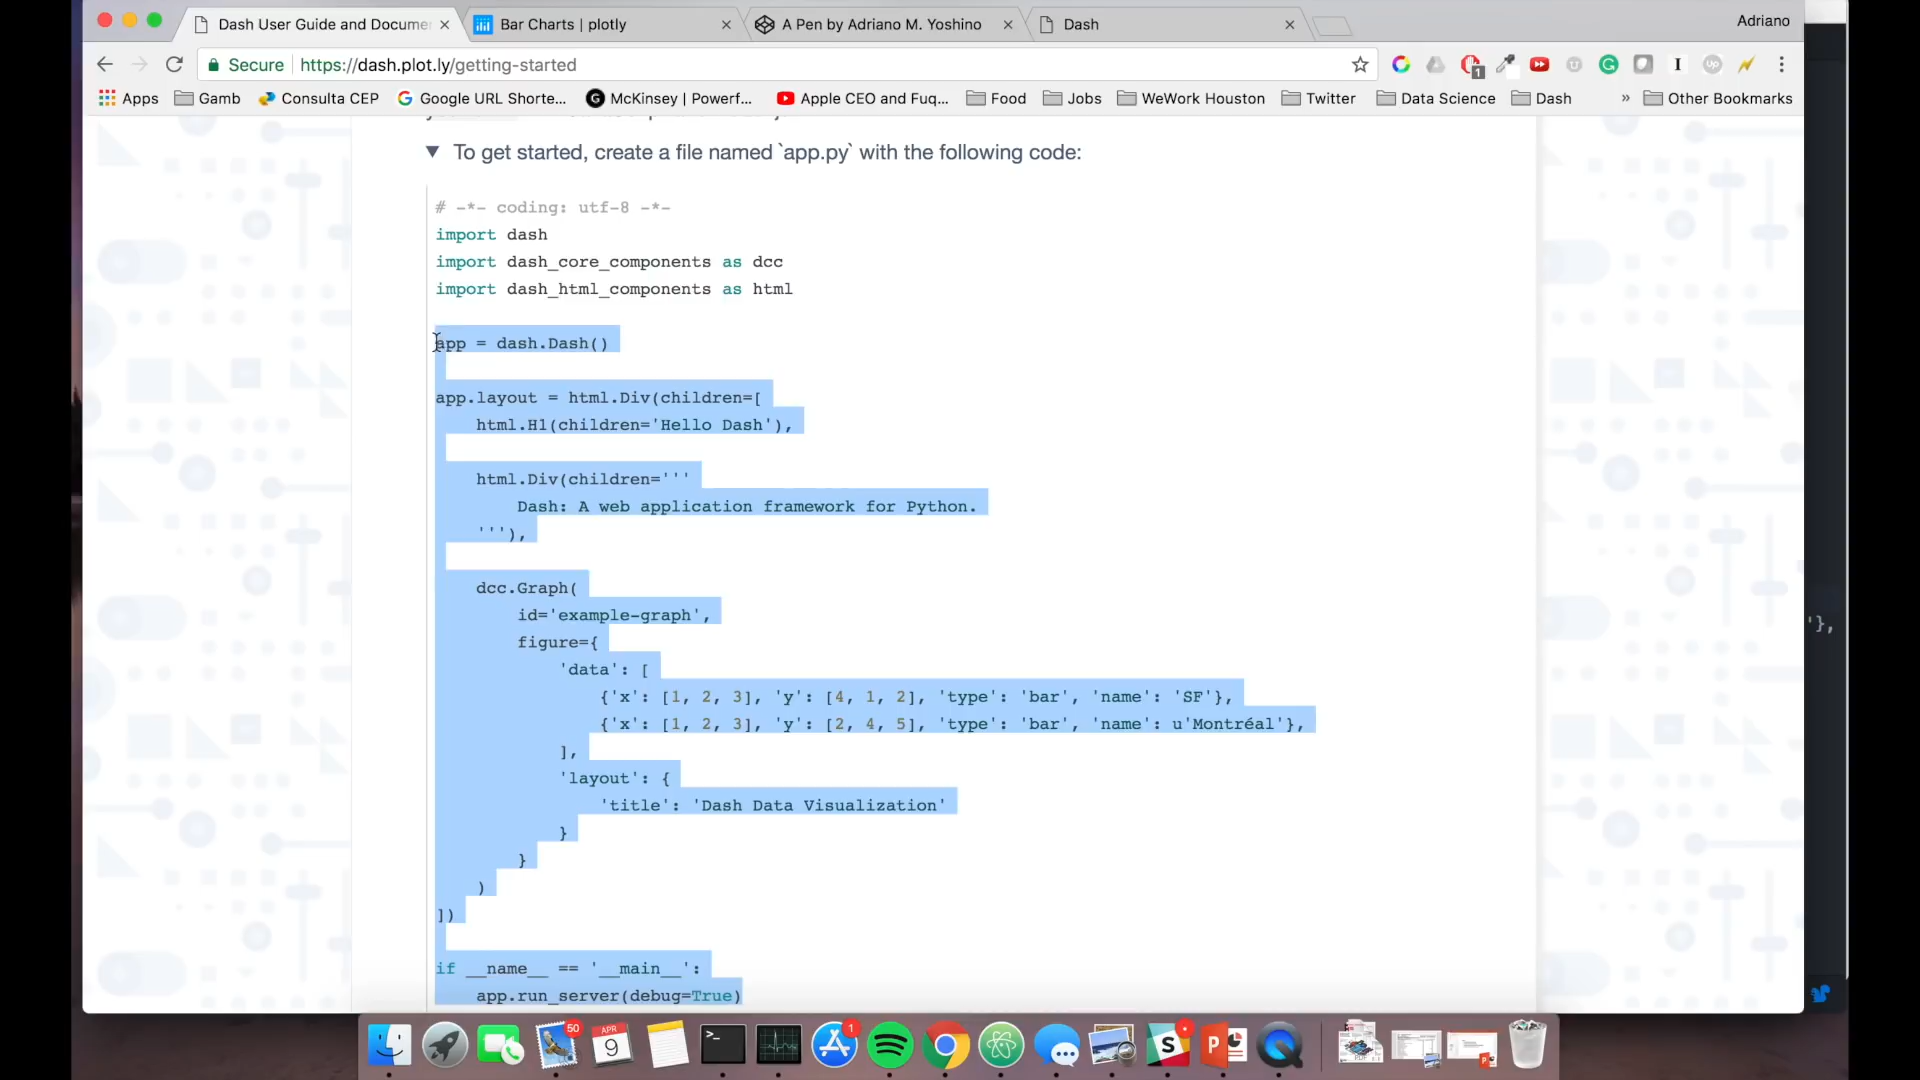 Dash User Guide and Docume
Bar Charts | plotly
A Pen by Adriano M. Yoshino
Dash
Adriano
Secure
https://dash.plot.ly/getting-started
1
Apps
Gamb
Consulta CEP
Google URL Shorte...
McKinsey | Powerf...
Apple CEO and Fuq...
Food
Jobs
WeWork Houston
Twitter
Data Science
Dash
»
Other Bookmarks
▼ To get started, create a file named `app.py` with the following code:
# -*- coding: utf-8 -*-
import dash
import dash_core_components as dcc
import dash_html_components as html
app = dash.Dash()
app.layout = html.Div(children=[
html.H1(children='Hello Dash'),
html.Div(children='''
Dash: A web application framework for Python.
'''),
dcc.Graph(
id='example-graph',
figure={
'data': [
{'x': [1, 2, 3], 'y': [4, 1, 2], 'type': 'bar', 'name': 'SF'},
{'x': [1, 2, 3], 'y': [2, 4, 5], 'type': 'bar', 'name': u'Montréal'},
],
'layout': {
'title': 'Dash Data Visualization'
}
}
)
])
if __name__ == '__main__':
app.run_server(debug=True)
'},
50
APR
9
1